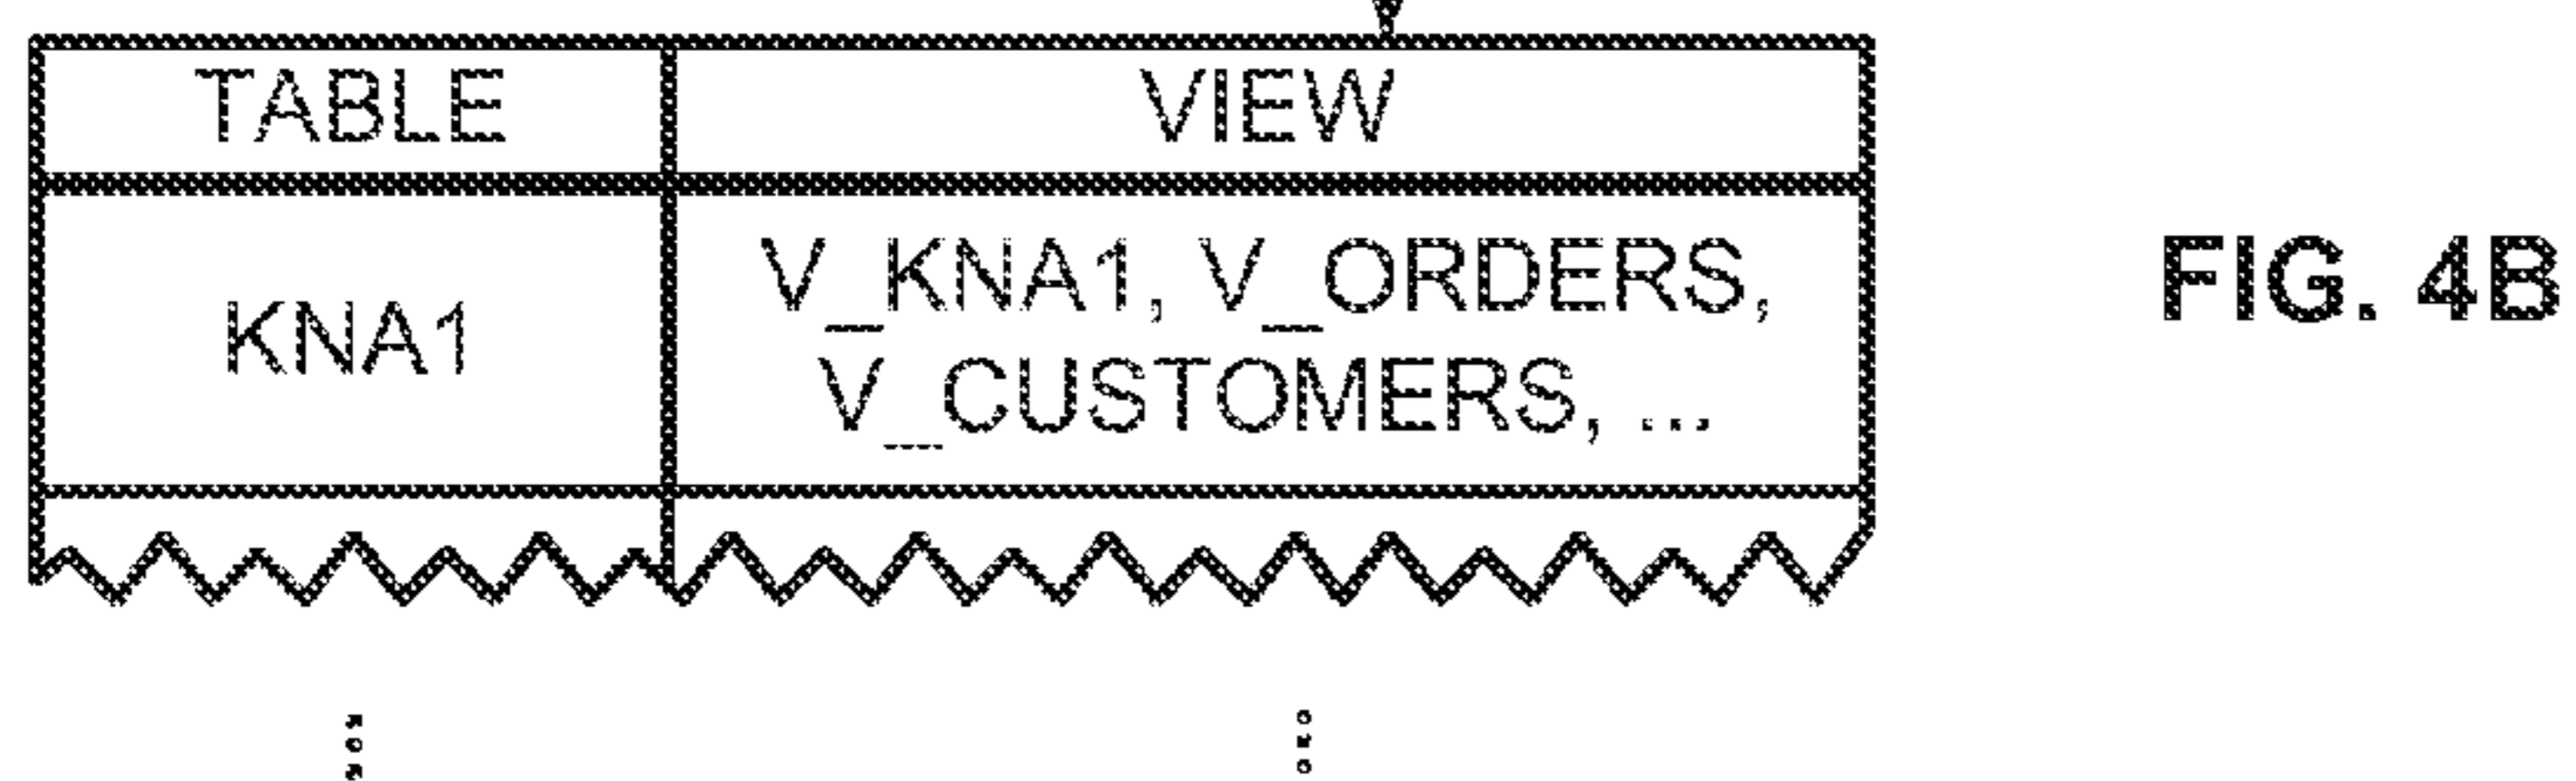 TABLE VIEW
KNA1
V_KNA1, V_ORDERS,
V_CUSTOMERS, ...
FIG. 4B